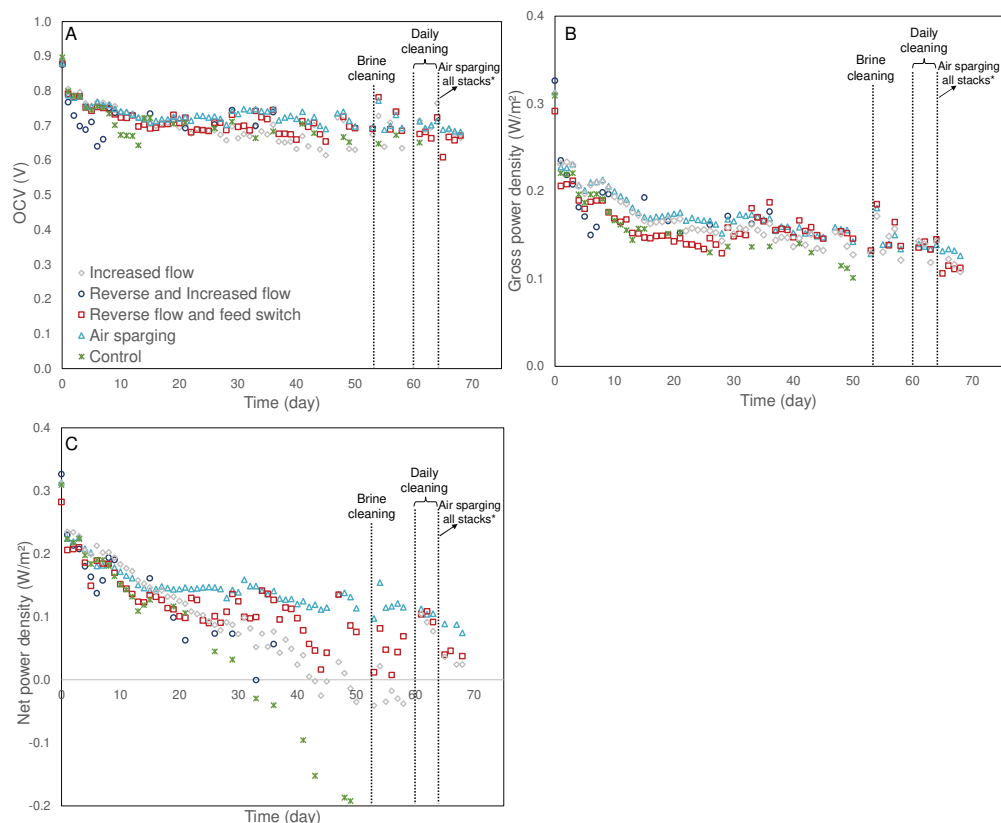 A
OCV (V)
1.0
0.9
0.8
0.7
0.6
0.5
0.4
0.3
0.2
0.1
0.0
Brine
cleaning
Daily
cleaning
Air sparging
all stacks*
Increased flow
Reverse and Increased flow
Reverse flow and feed switch
Air sparging
Control
0 10 20 30 40 50 60 70
Time (day)
B
Gross power density (W/m²)
0.4
0.3
0.2
0.1
0.0
Brine
cleaning
Daily
cleaning
Air sparging
all stacks*
0 10 20 30 40 50 60 70
Time (day)
C
Net power density (W/m²)
0.4
0.3
0.2
0.1
0.0
-0.1
-0.2
Brine
cleaning
Daily
cleaning
Air sparging
all stacks*
0 10 20 30 40 50 60 70
Time (day)